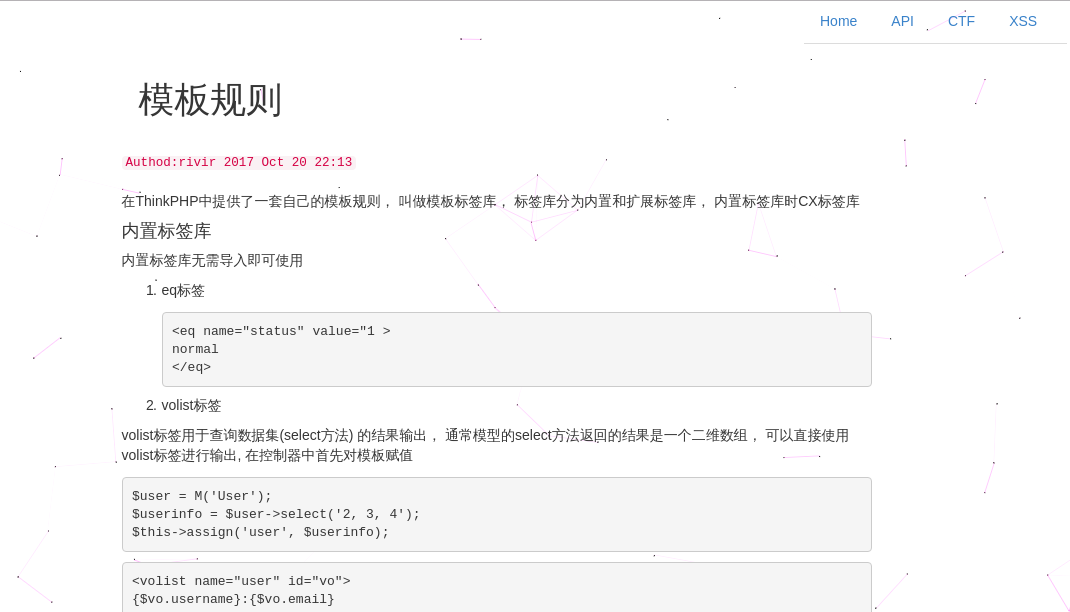 Home API CTF XSS
模板规则
Authod:rivir 2017 Oct 20 22:13
在ThinkPHP中提供了一套自己的模板规则， 叫做模板标签库， 标签库分为内置和扩展标签库， 内置标签库时CX标签库
内置标签库
内置标签库无需导入即可使用
1. eq标签
<eq name="status" value="1 >
normal
</eq>
2. volist标签
volist标签用于查询数据集(select方法) 的结果输出， 通常模型的select方法返回的结果是一个二维数组， 可以直接使用
volist标签进行输出, 在控制器中首先对模板赋值
$user = M('User');
$userinfo = $user->select('2, 3, 4');
$this->assign('user', $userinfo);
<volist name="user" id="vo">
{$vo.username}:{$vo.email}